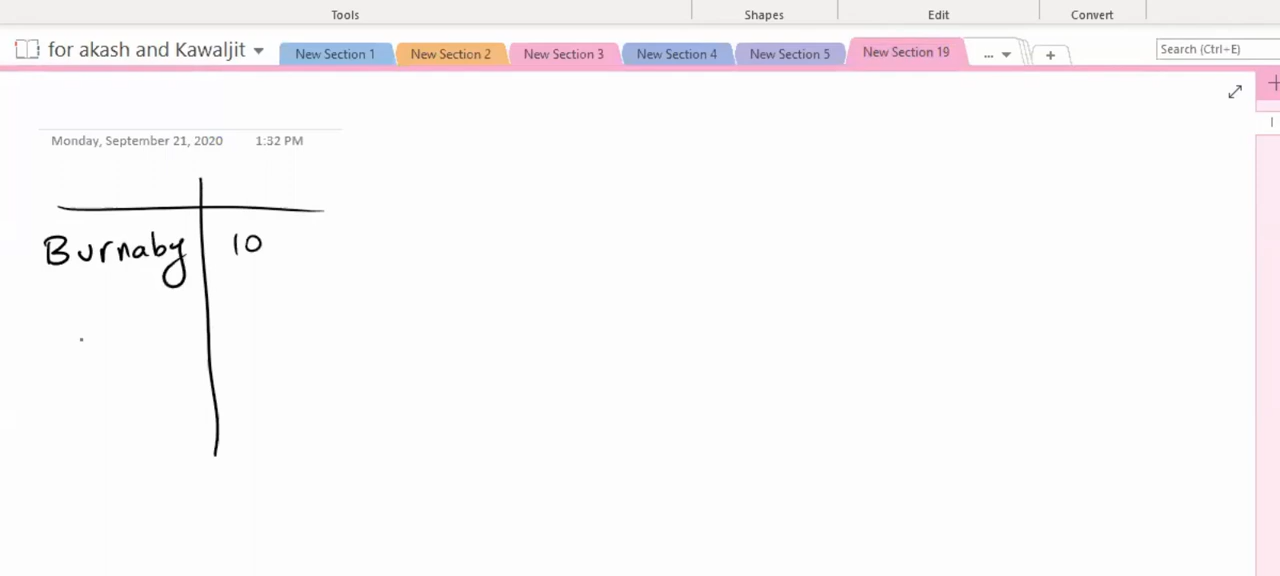 Tools Shapes Edit Convert
for akash and Kawaljit New Section 1 New Section 2 New Section 3 New Section 4 New Section 5 New Section 19 ... + Search (Ctrl+E)
Monday, September 21, 2020 1:32 PM
Burnaby 10